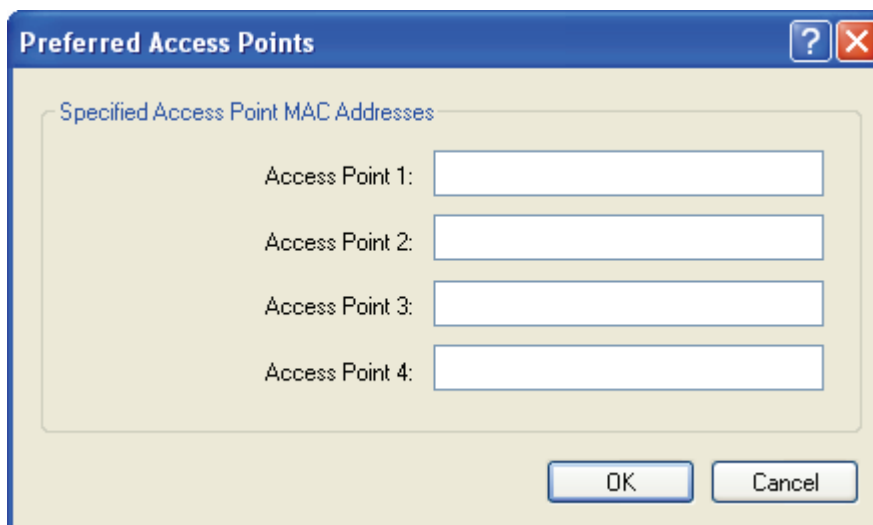 Preferred Access Points
?
Specified Access Point MAC Addresses
Access Point 1:
Access Point 2:
Access Point 3:
Access Point 4:
OK
Cancel